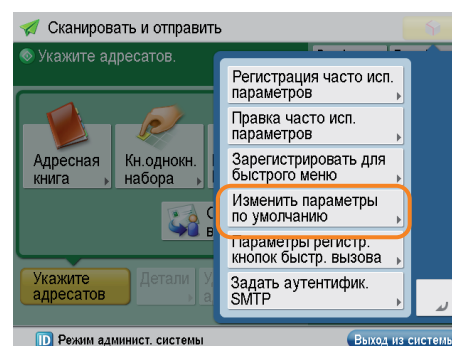 Сканировать и отправить
Укажите адресатов.
Регистрация часто исп.
параметров
Правка часто исп.
параметров
Зарегистрировать для
быстрого меню
Изменить параметры
по умолчанию
Параметры регистр.
кнопок быстр. вызова
Задать аутентифик.
SMTP
Адресная
книга
Кн.однокн.
набора
Укажите
адресатов
Детали
ID Режим админист. системы
Выход из системы